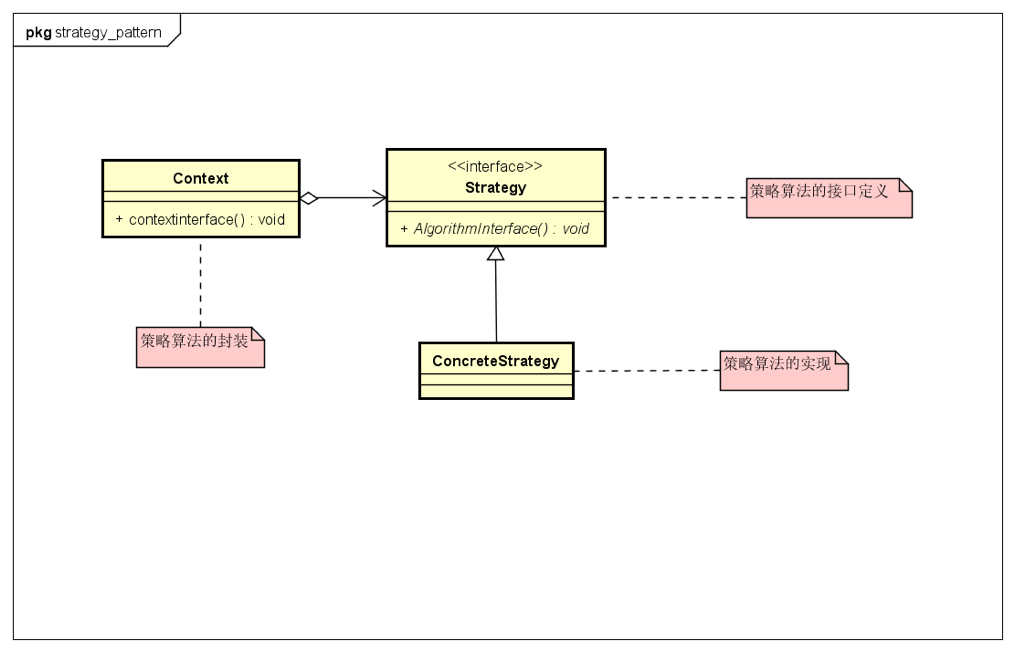 pkg strategy_pattern
Context
+ contextinterface() : void
<<interface>>
Strategy
+ AlgorithmInterface() : void
策略算法的接口定义
策略算法的封装
ConcreteStrategy
策略算法的实现